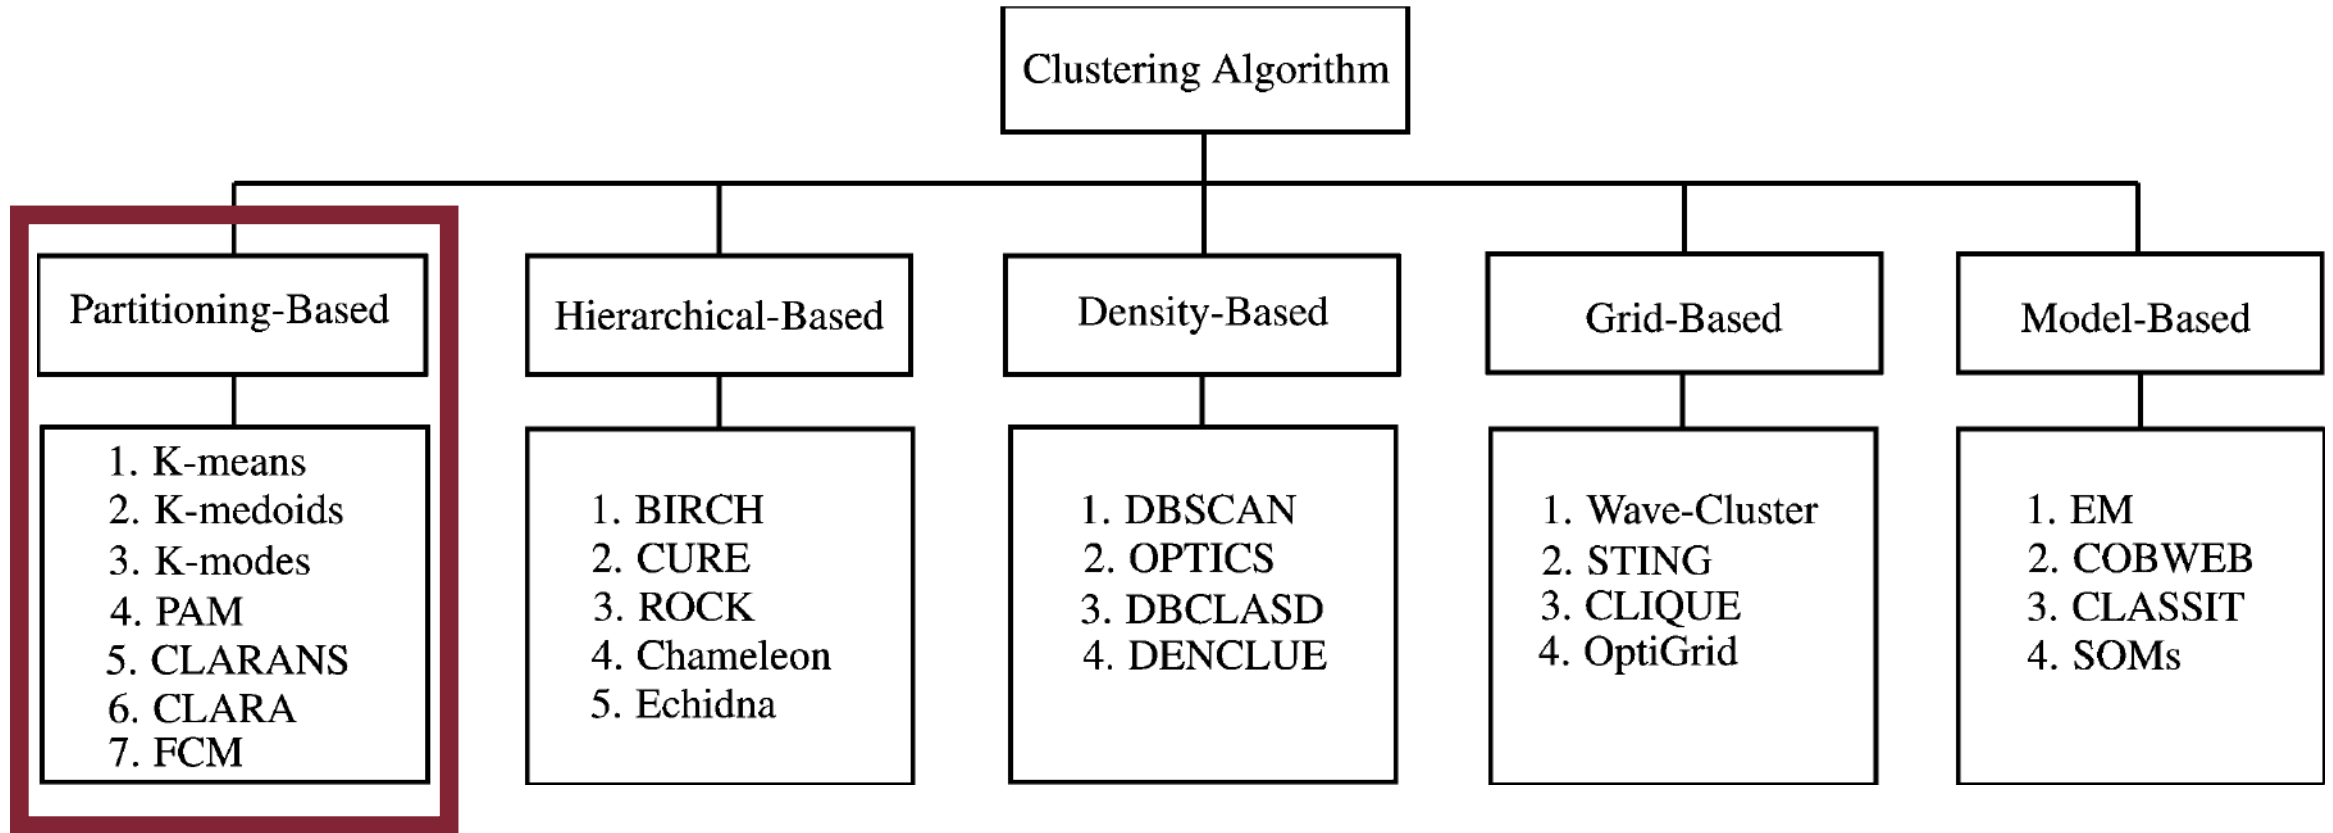 Clustering Algorithm
Partitioning-Based
1. K-means
2. K-medoids
3. K-modes
4. PAM
5. CLARANS
6. CLARA
7. FCM
Hierarchical-Based
1. BIRCH
2. CURE
3. ROCK
4. Chameleon
5. Echidna
Density-Based
1. DBSCAN
2. OPTICS
3. DBCLASD
4. DENCLUE
Grid-Based
1. Wave-Cluster
2. STING
3. CLIQUE
4. OptiGrid
Model-Based
1. EM
2. COBWEB
3. CLASSIT
4. SOMs